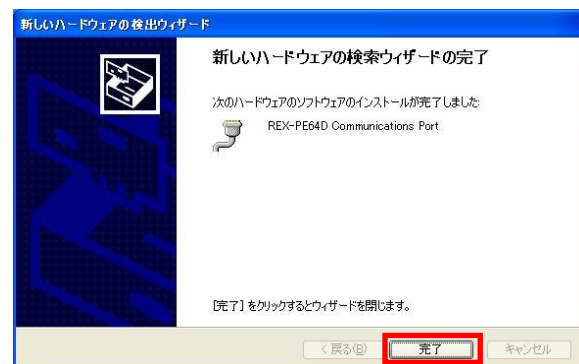 新しいハードウェアの検出ウィザード
新しいハードウェアの検索ウィザードの完了
次のハードウェアのソフトウェアのインストールが完了しました:
REX-PE64D Communications Port
[完了] をクリックするとウィザードを閉じます。
< 戻る(B)
完了
キャンセル